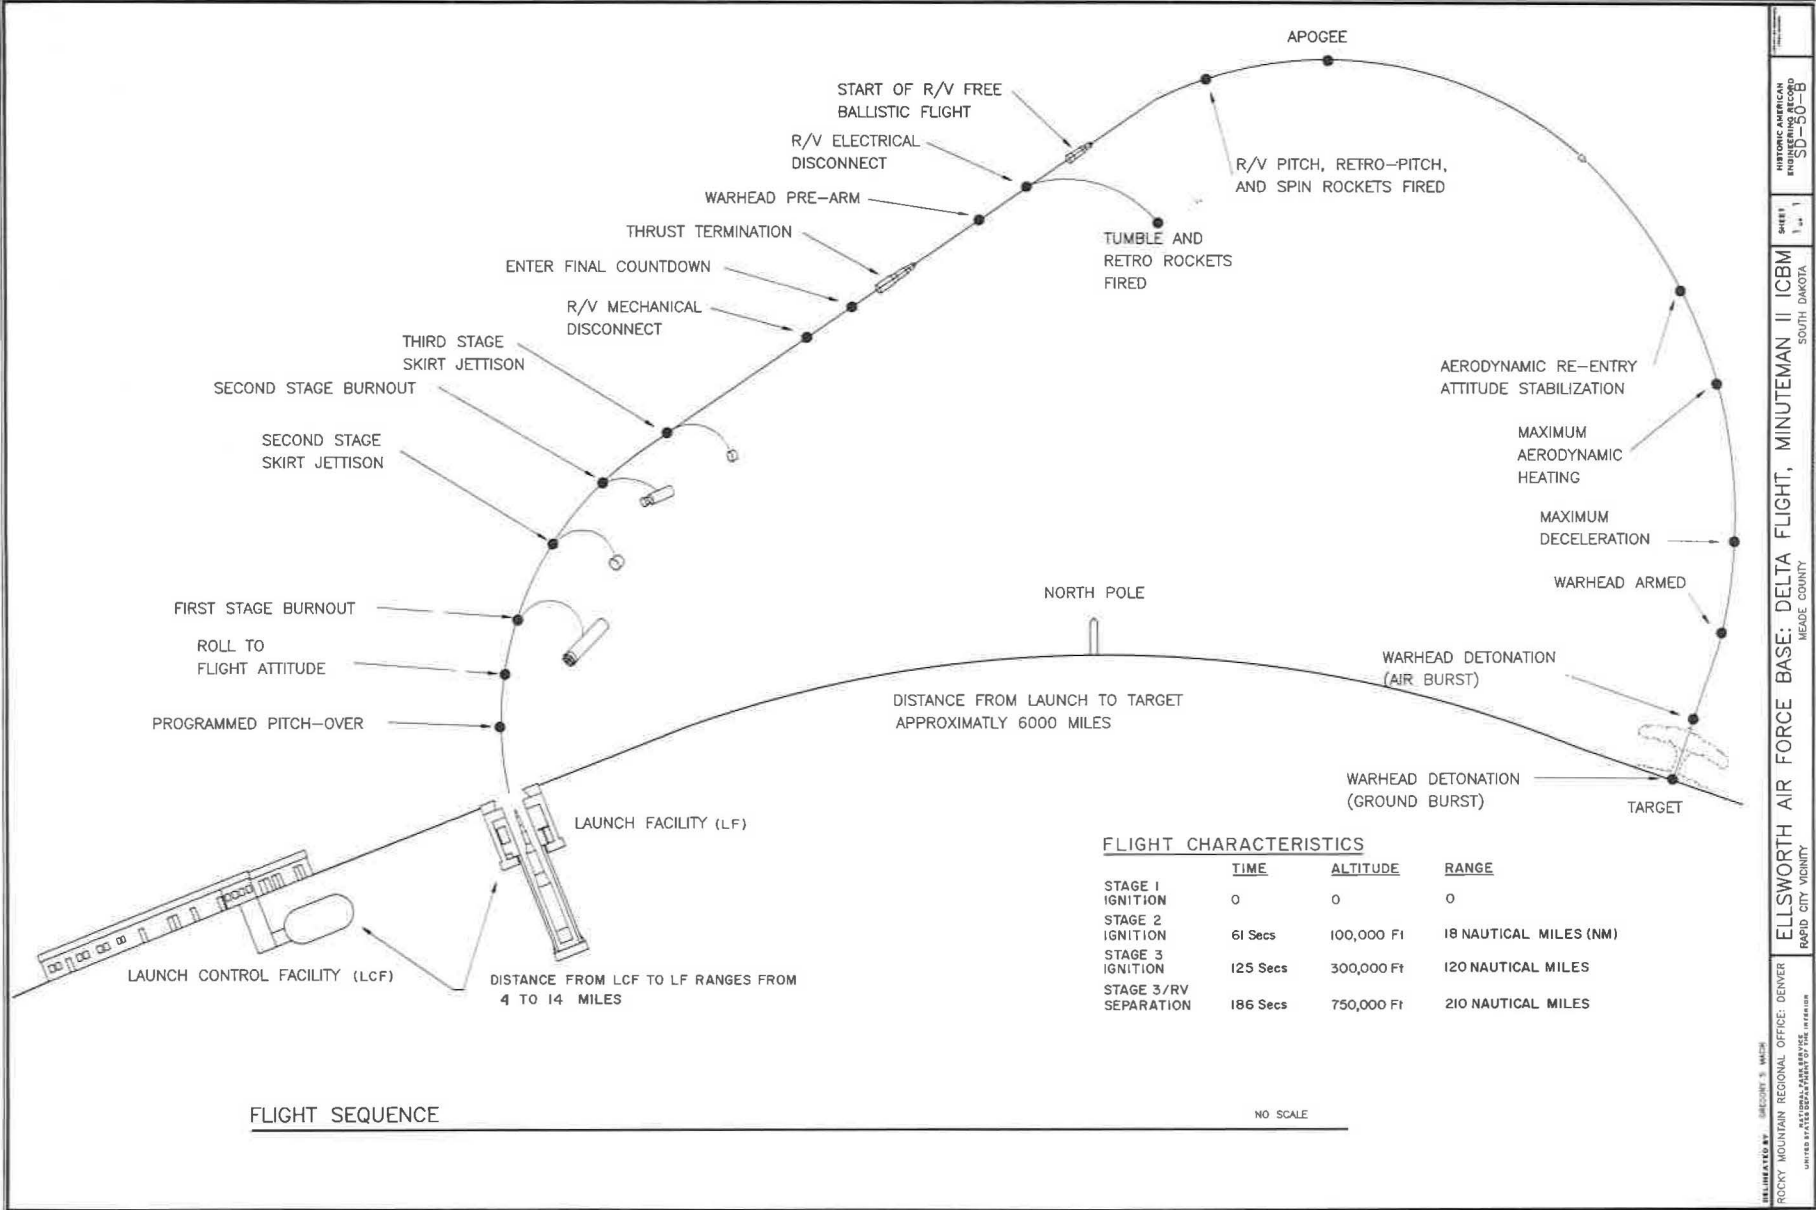 APOGEE
START OF R/V FREE
BALLISTIC FLIGHT
R/V ELECTRICAL
DISCONNECT
R/V PITCH, RETRO-PITCH,
AND SPIN ROCKETS FIRED
WARHEAD PRE-ARM
THRUST TERMINATION
TUMBLE AND
RETRO ROCKETS
FIRED
ENTER FINAL COUNTDOWN
R/V MECHANICAL
DISCONNECT
THIRD STAGE
SKIRT JETTISON
SECOND STAGE BURNOUT
SECOND STAGE
SKIRT JETTISON
AERODYNAMIC RE-ENTRY
ATTITUDE STABILIZATION
MAXIMUM
AERODYNAMIC
HEATING
MAXIMUM
DECELERATION
WARHEAD ARMED
FIRST STAGE BURNOUT
ROLL TO
FLIGHT ATTITUDE
PROGRAMMED PITCH-OVER
NORTH POLE
WARHEAD DETONATION
(AIR BURST)
DISTANCE FROM LAUNCH TO TARGET
APPROXIMATLY 6000 MILES
WARHEAD DETONATION
(GROUND BURST)
TARGET
LAUNCH FACILITY (LF)
LAUNCH CONTROL FACILITY (LCF)
DISTANCE FROM LCF TO LF RANGES FROM
4 TO 14 MILES
FLIGHT CHARACTERISTICS
TIME ALTITUDE RANGE
STAGE 1
IGNITION 0 0 0
STAGE 2
IGNITION 61 Secs 100,000 Ft 18 NAUTICAL MILES (NM)
STAGE 3
IGNITION 125 Secs 300,000 Ft 120 NAUTICAL MILES
STAGE 3/RV
SEPARATION 186 Secs 750,000 Ft 210 NAUTICAL MILES
FLIGHT SEQUENCE
NO SCALE
HISTORIC AMERICAN
ENGINEERING RECORD
SD-50-B
SHEET
1 of 1
ELLSWORTH AIR FORCE BASE: DELTA FLIGHT, MINUTEMAN II ICBM
RAPID CITY VICINITY MEADE COUNTY SOUTH DAKOTA
ROCKY MOUNTAIN REGIONAL OFFICE: DENVER
NATIONAL PARK SERVICE
UNITED STATES DEPARTMENT OF THE INTERIOR
DELINEATED BY GREGORY S.